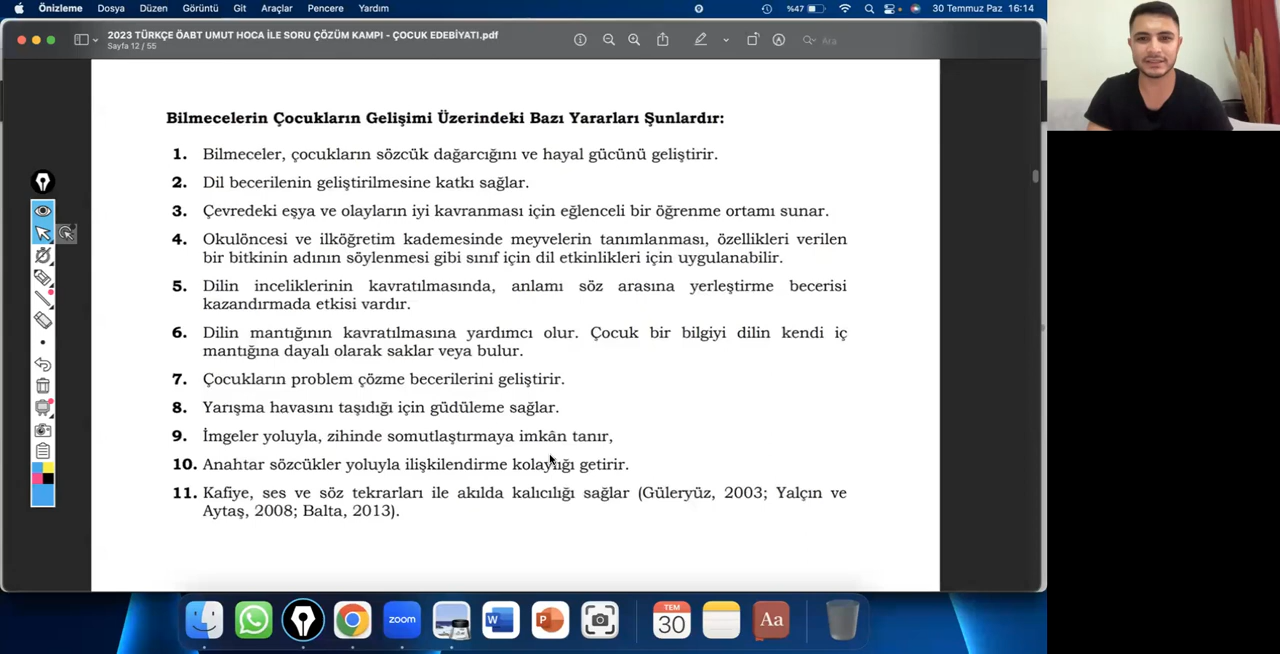 Önizleme Dosya Düzen Görüntü Git Araçlar Pencere Yardım %47 30 Temmuz Paz 16:14
2023 TÜRKÇE ÖABT UMUT HOCA İLE SORU ÇÖZÜM KAMPI - ÇOCUK EDEBİYATI.pdf
Sayfa 12 / 55
Ara
Bilmecelerin Çocukların Gelişimi Üzerindeki Bazı Yararları Şunlardır:
1. Bilmeceler, çocukların sözcük dağarcığını ve hayal gücünü geliştirir.
2. Dil becerilenin geliştirilmesine katkı sağlar.
3. Çevredeki eşya ve olayların iyi kavranması için eğlenceli bir öğrenme ortamı sunar.
4. Okulöncesi ve ilköğretim kademesinde meyvelerin tanımlanması, özellikleri verilen
bir bitkinin adının söylenmesi gibi sınıf için dil etkinlikleri için uygulanabilir.
5. Dilin inceliklerinin kavratılmasında, anlamı söz arasına yerleştirme becerisi
kazandırmada etkisi vardır.
6. Dilin mantığının kavratılmasına yardımcı olur. Çocuk bir bilgiyi dilin kendi iç
mantığına dayalı olarak saklar veya bulur.
7. Çocukların problem çözme becerilerini geliştirir.
8. Yarışma havasını taşıdığı için güdüleme sağlar.
9. İmgeler yoluyla, zihinde somutlaştırmaya imkân tanır,
10. Anahtar sözcükler yoluyla ilişkilendirme kolaylığı getirir.
11. Kafiye, ses ve söz tekrarları ile akılda kalıcılığı sağlar (Güleryüz, 2003; Yalçın ve
Aytaş, 2008; Balta, 2013).
zoom
W
P
TEM
30
Aa